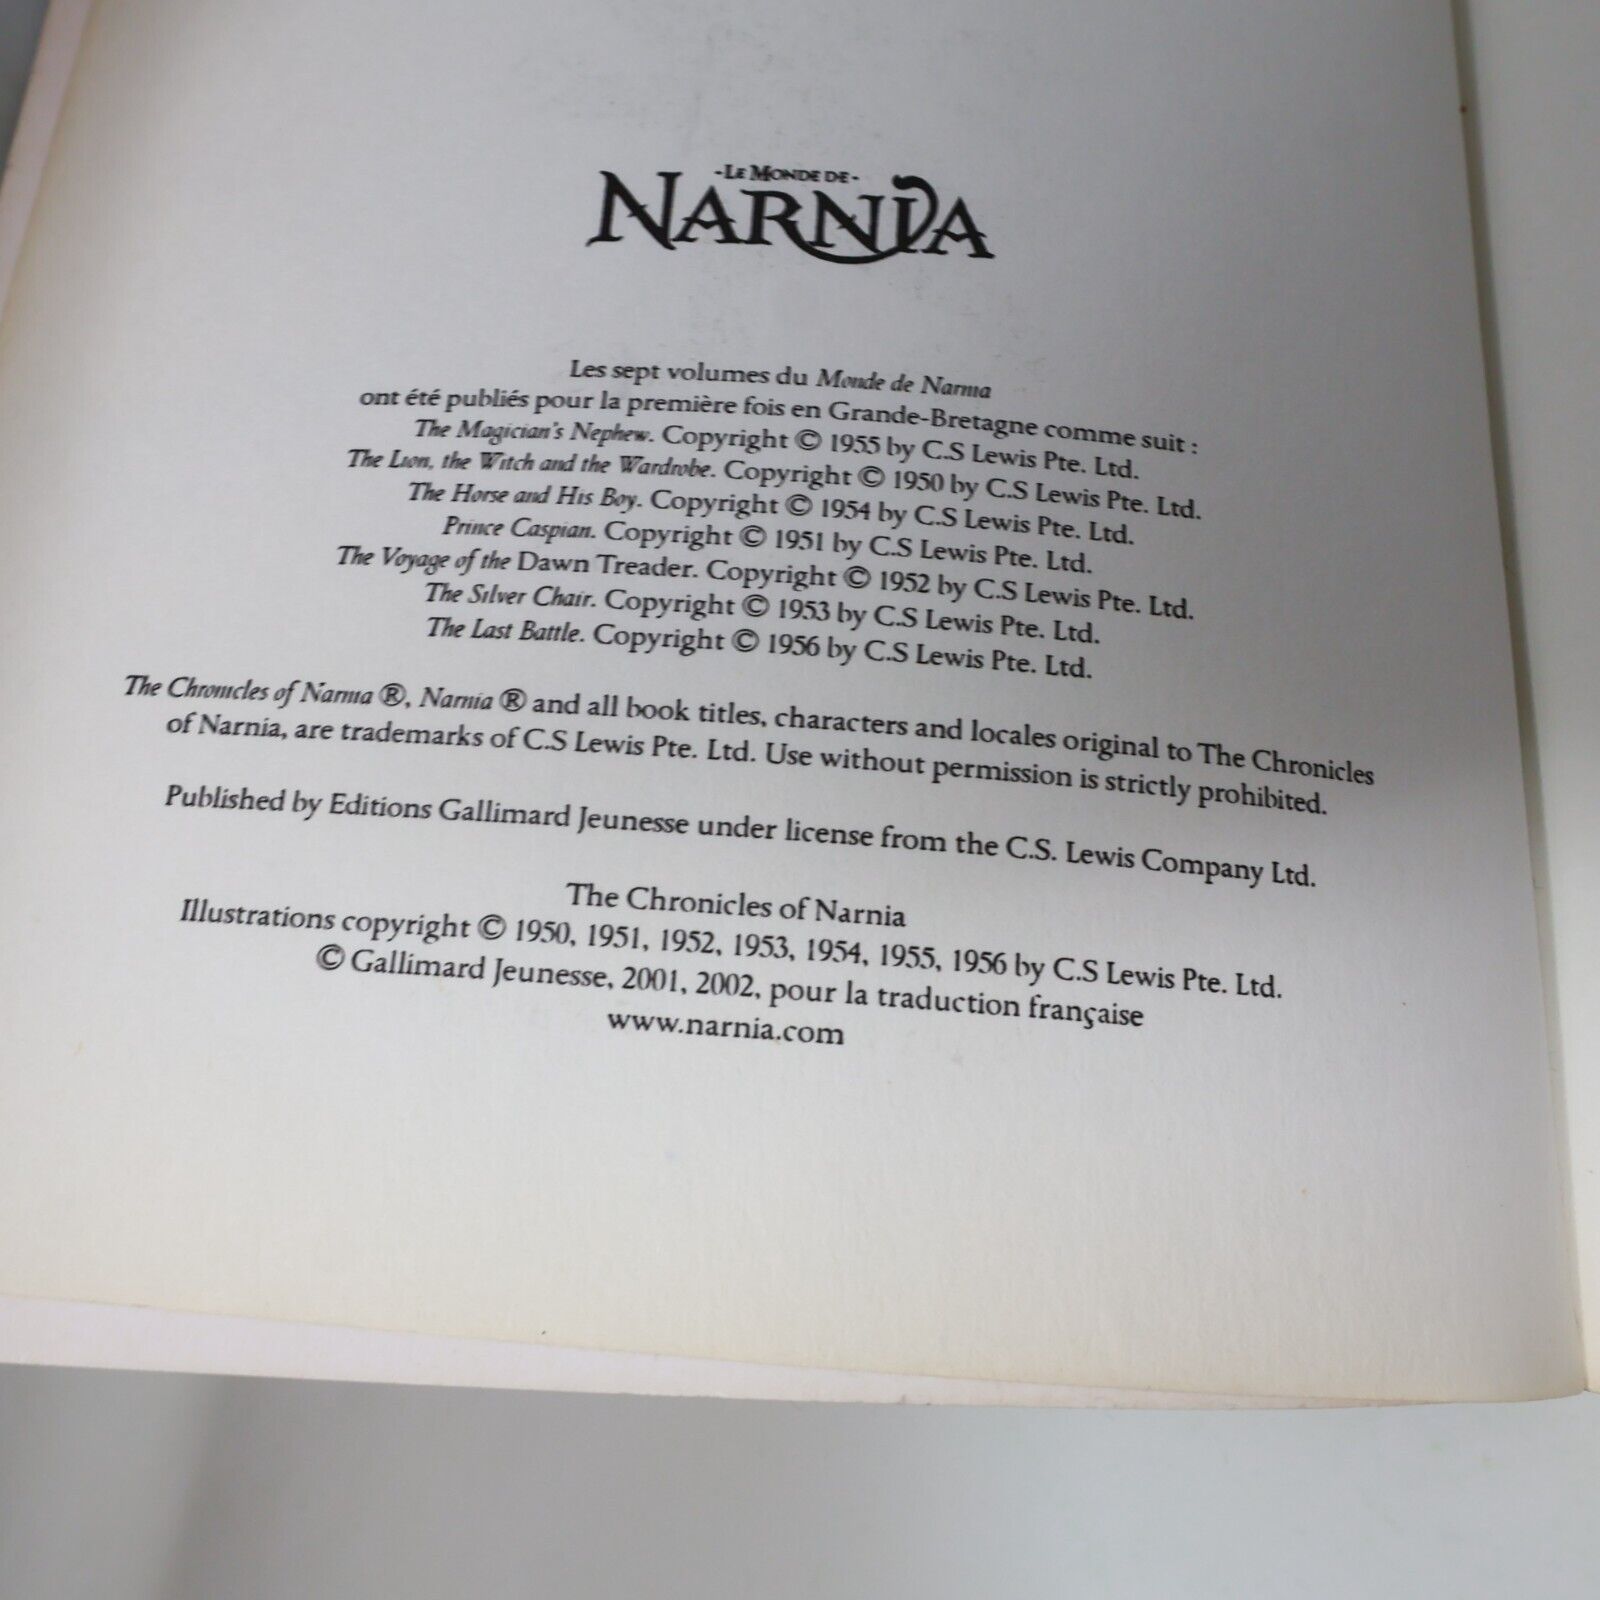 -LE MONDE DE-
NARNIA
Les sept volumes du Monde de Narnia
ont été publiés pour la première fois en Grande-Bretagne comme suit :
The Magician's Nephew. Copyright © 1955 by C.S Lewis Pte. Ltd.
The Lion, the Witch and the Wardrobe. Copyright © 1950 by C.S Lewis Pte. Ltd.
The Horse and His Boy. Copyright © 1954 by C.S Lewis Pte. Ltd.
Prince Caspian. Copyright © 1951 by C.S Lewis Pte. Ltd.
The Voyage of the Dawn Treader. Copyright © 1952 by C.S Lewis Pte. Ltd.
The Silver Chair. Copyright © 1953 by C.S Lewis Pte. Ltd.
The Last Battle. Copyright © 1956 by C.S Lewis Pte. Ltd.
The Chronicles of Narnia ®, Narnia ® and all book titles, characters and locales original to The Chronicles
of Narnia, are trademarks of C.S Lewis Pte. Ltd. Use without permission is strictly prohibited.
Published by Editions Gallimard Jeunesse under license from the C.S. Lewis Company Ltd.
The Chronicles of Narnia
Illustrations copyright © 1950, 1951, 1952, 1953, 1954, 1955, 1956 by C.S Lewis Pte. Ltd.
© Gallimard Jeunesse, 2001, 2002, pour la traduction française
www.narnia.com